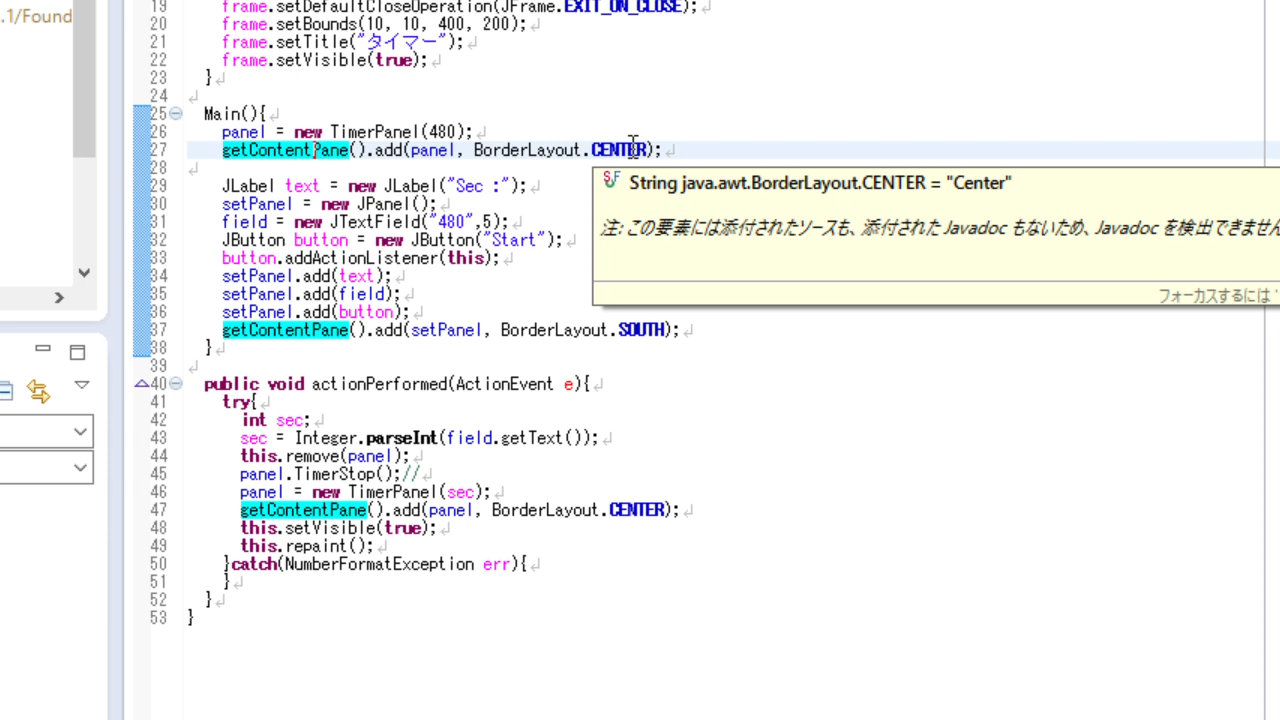 .1/Found
19 frame.setDefaultCloseOperation(JFrame.EXIT_ON_CLOSE);
20 frame.setBounds(10, 10, 400, 200);
21 frame.setTitle("タイマー");
22 frame.setVisible(true);
23 }
24
25 Main(){
26 panel = new TimerPanel(480);
27 getContentPane().add(panel, BorderLayout.CENTER);
28
String java.awt.BorderLayout.CENTER = "Center"
29 JLabel text = new JLabel("Sec :");
30 setPanel = new JPanel();
31 field = new JTextField("480",5);
注: この要素には添付されたソースも、添付された Javadoc もないため、Javadoc を検出できません
32 JButton button = new JButton("Start");
33 button.addActionListener(this);
34 setPanel.add(text);
35 setPanel.add(field);
フォーカスするには '
36 setPanel.add(button);
37 getContentPane().add(setPanel, BorderLayout.SOUTH);
38 }
39
40 public void actionPerformed(ActionEvent e){
41 try{
42 int sec;
43 sec = Integer.parseInt(field.getText());
44 this.remove(panel);
45 panel.TimerStop();//
46 panel = new TimerPanel(sec);
47 getContentPane().add(panel, BorderLayout.CENTER);
48 this.setVisible(true);
49 this.repaint();
50 }catch(NumberFormatException err){
51 }
52 }
53 }